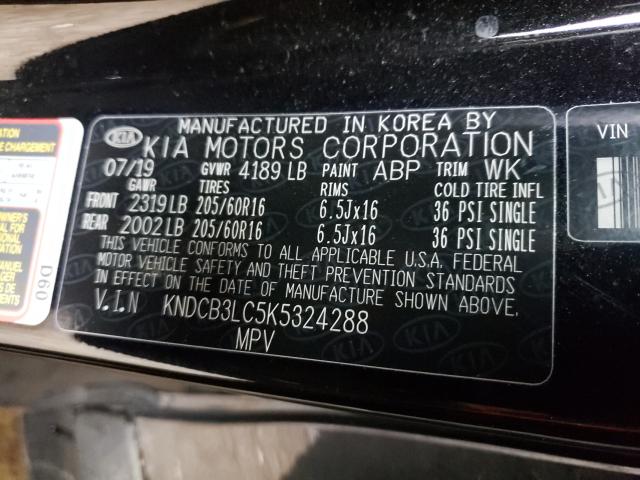 MANUFACTURED IN KOREA BY
KIA KIA MOTORS CORPORATION
07/19 GVWR 4189 LB PAINT ABP TRIM WK
GAWR TIRES RIMS COLD TIRE INFL
FRONT 2319LB 205/60R16 6.5Jx16 36 PSI SINGLE
REAR 2002LB 205/60R16 6.5Jx16 36 PSI SINGLE
THIS VEHICLE CONFORMS TO ALL APPLICABLE U.S.A. FEDERAL
MOTOR VEHICLE SAFETY AND THEFT PREVENTION STANDARDS
IN EFFECT ON THE DATE OF MANUFACTURE SHOWN ABOVE.
V.I.N KNDCB3LC5K5324288
MPV
VIN
D60